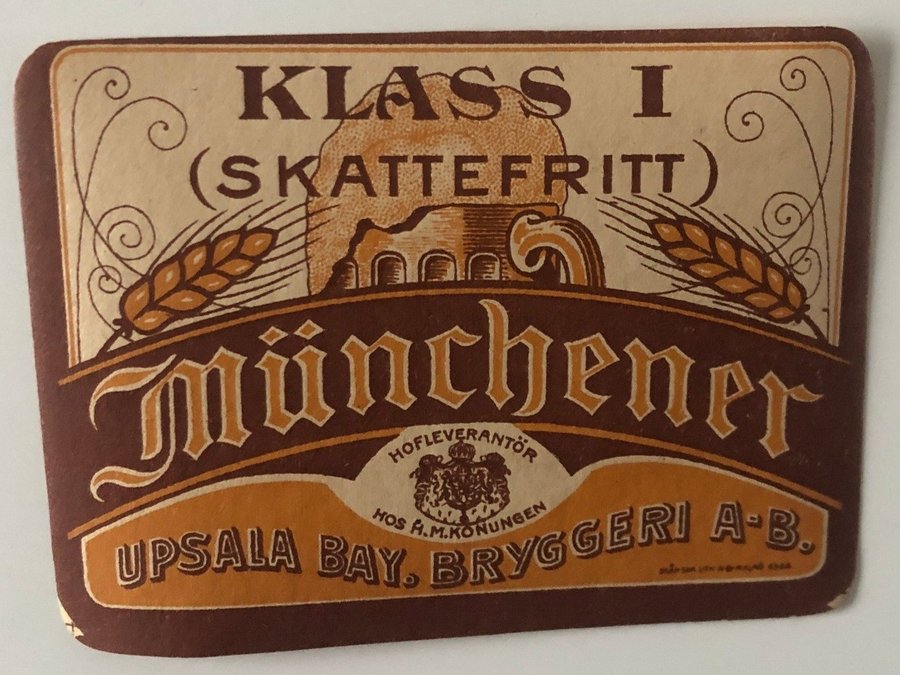 KLASS I
(SKATTEFRITT)
Münchener
HOFLEVERANTÖR
HOS H.M. KONUNGEN
UPSALA BAY. BRYGGERI A-B.